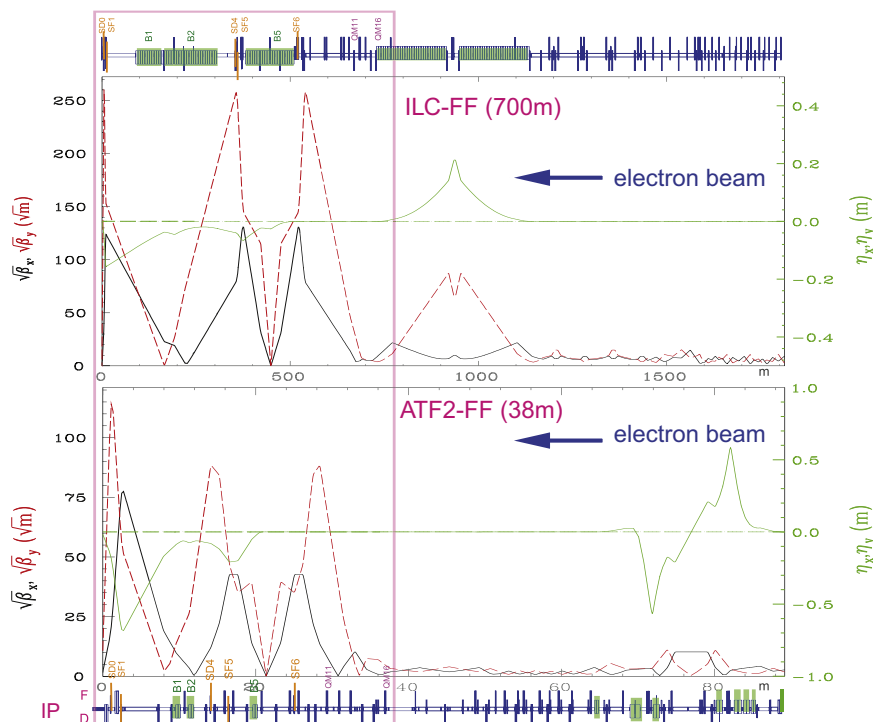 SD0 SF1 B1 B2 SD4 SF5 B5 SF6 QM11 QM16
ILC-FF (700m)
electron beam
√βx, √βy (√m)
250
200
150
100
50
0
ηx,ηy (m)
0.4
0.2
0.0
−0.2
−0.4
0 500 1000 1500 m
ATF2-FF (38m)
electron beam
√βx, √βy (√m)
100
75
50
25
0
ηx,ηy (m)
1.0
0.5
0.0
−0.5
−1.0
40 60 80 m
SD0 SF1 B1 B2 SD4 SF5 B5 SF6 QM11 QM16
IP F D